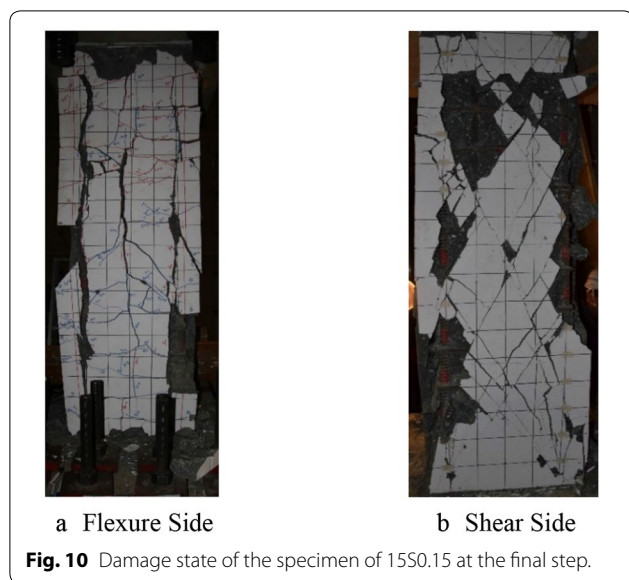 a Flexure Side
b Shear Side
Fig. 10 Damage state of the specimen of 15S0.15 at the final step.